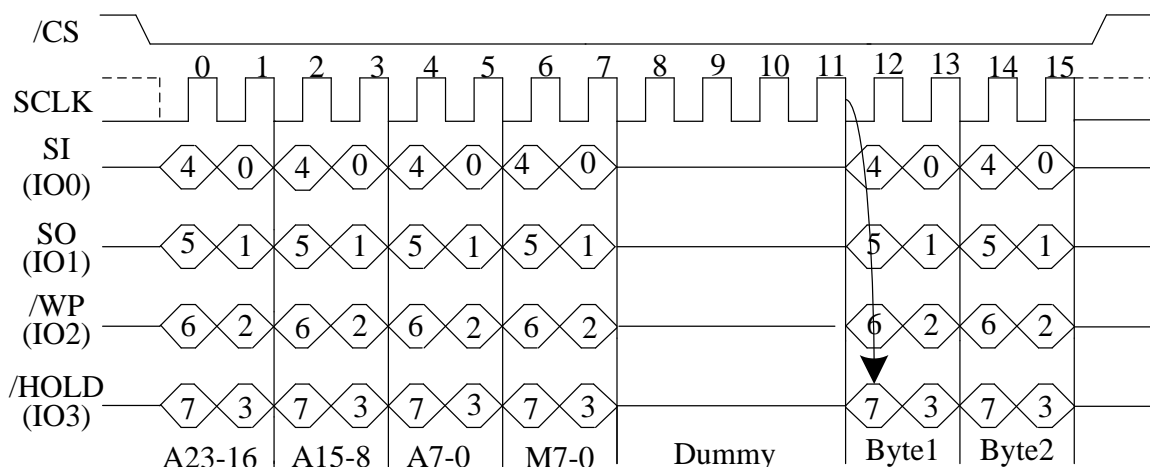 /CS
0 1 2 3 4 5 6 7 8 9 10 11 12 13 14 15
SCLK
SI
(IO0)
4 0 4 0 4 0 4 0 4 0 4 0
SO
(IO1)
5 1 5 1 5 1 5 1 5 1 5 1
/WP
(IO2)
6 2 6 2 6 2 6 2 6 2 6 2
/HOLD
(IO3)
7 3 7 3 7 3 7 3 7 3 7 3
A23-16 A15-8 A7-0 M7-0 Dummy Byte1 Byte2